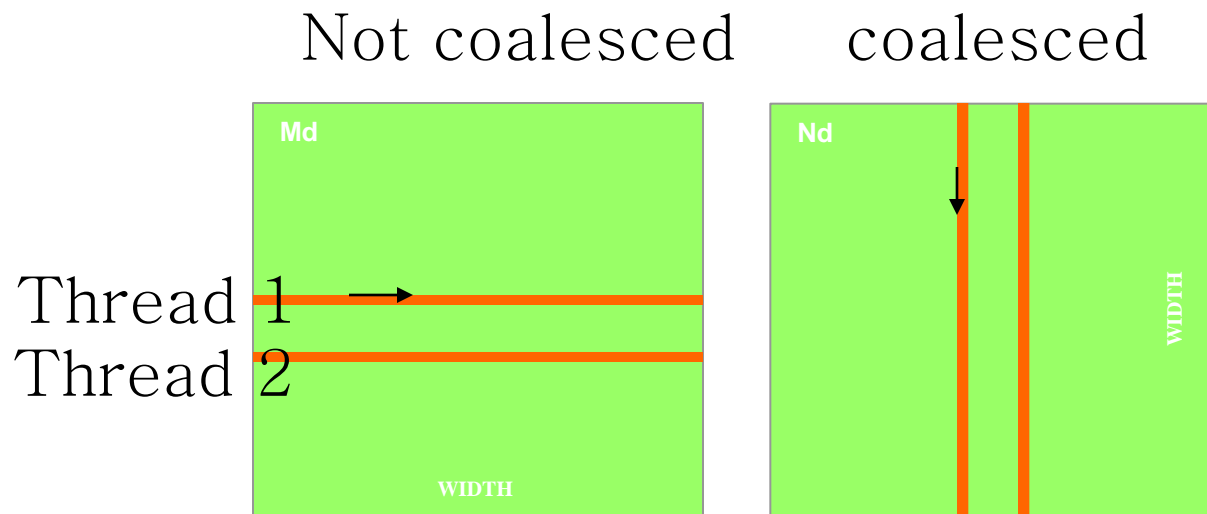 Not coalesced
coalesced
Md
Nd
Thread 1
Thread 2
WIDTH
WIDTH